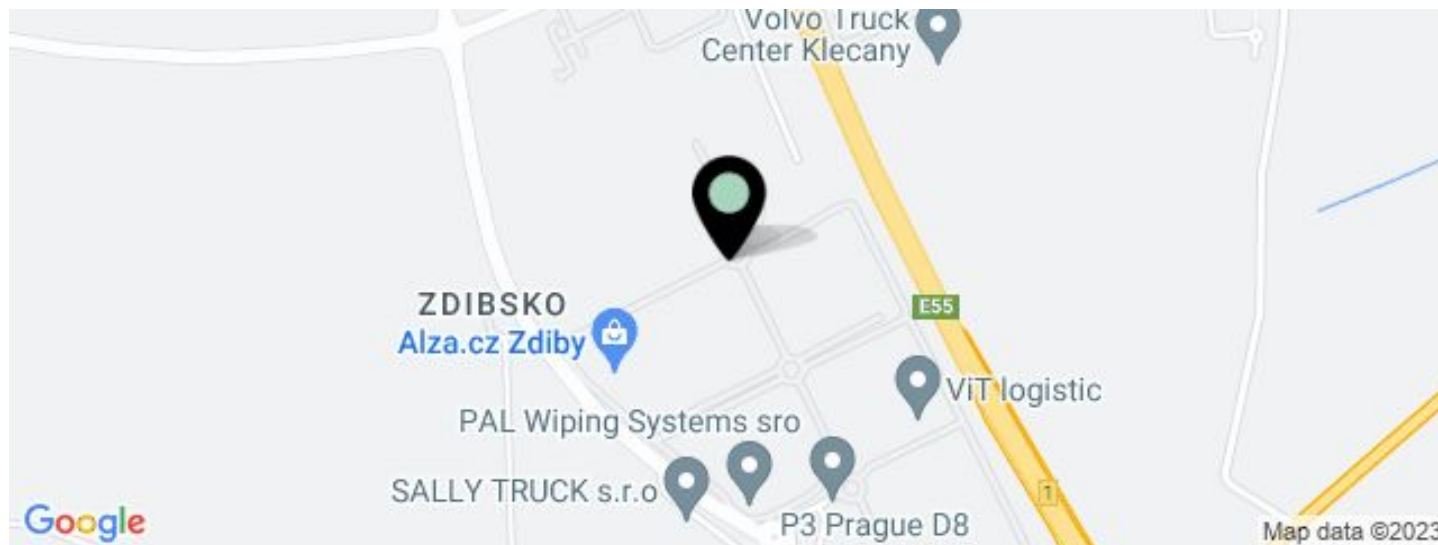 Volvo Truck
Center Klecany
ZDIBSKO
Alza.cz Zdiby
E55
ViT logistic
PAL Wiping Systems sro
SALLY TRUCK s.r.o
1
P3 Prague D8
Google
Map data ©2023